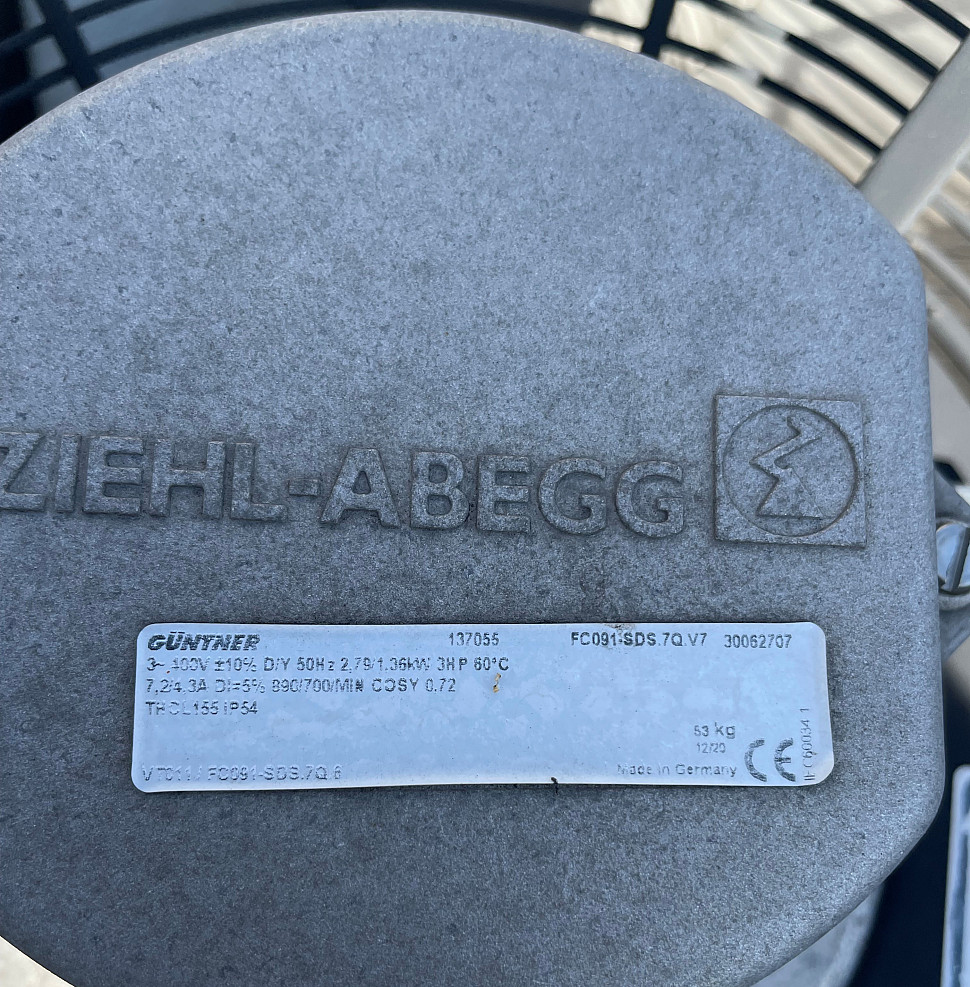 ZIEHL-ABEGG
GÜNTNER 137055 FC091-SDS.7Q.V7 30062707
3~ 400V ±10% D/Y 50Hz 2,79/1,36kW 3HP 60°C
7,2/4,3A DI=5% 890/700/MIN COSY 0,72
THCL155 IP54
53 kg
12/20
FC091-SDS.7Q.
Made in Germany CE